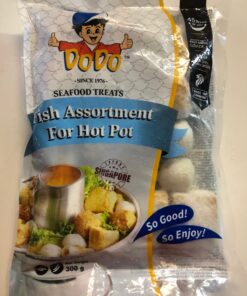 DoDo
- SINCE 1976 -
SEAFOOD TREATS
Fish Assortment
For Hot Pot
SINGAPORE
So Good!
So Enjoy!
300 g